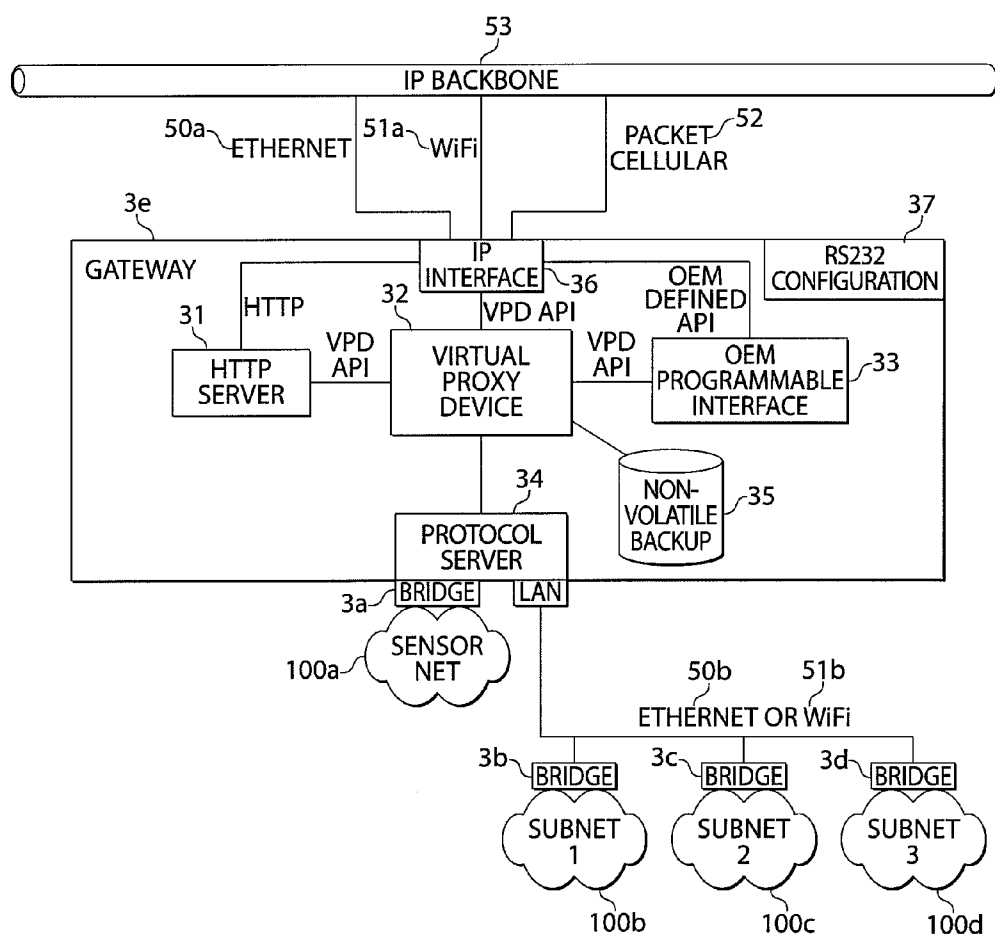 53
IP BACKBONE
50a
ETHERNET
51a
WiFi
PACKET
CELLULAR
52
3e
GATEWAY
IP
INTERFACE
36
37
RS232
CONFIGURATION
HTTP
OEM
DEFINED
API
31
HTTP
SERVER
VPD
API
32
VPD API
VIRTUAL
PROXY
DEVICE
VPD
API
OEM
PROGRAMMABLE
INTERFACE
33
34
PROTOCOL
SERVER
NON-
VOLATILE
BACKUP
35
3a
BRIDGE
LAN
SENSOR
NET
100a
50b
51b
ETHERNET OR WiFi
3b
BRIDGE
3c
BRIDGE
3d
BRIDGE
SUBNET
1
SUBNET
2
SUBNET
3
100b
100c
100d